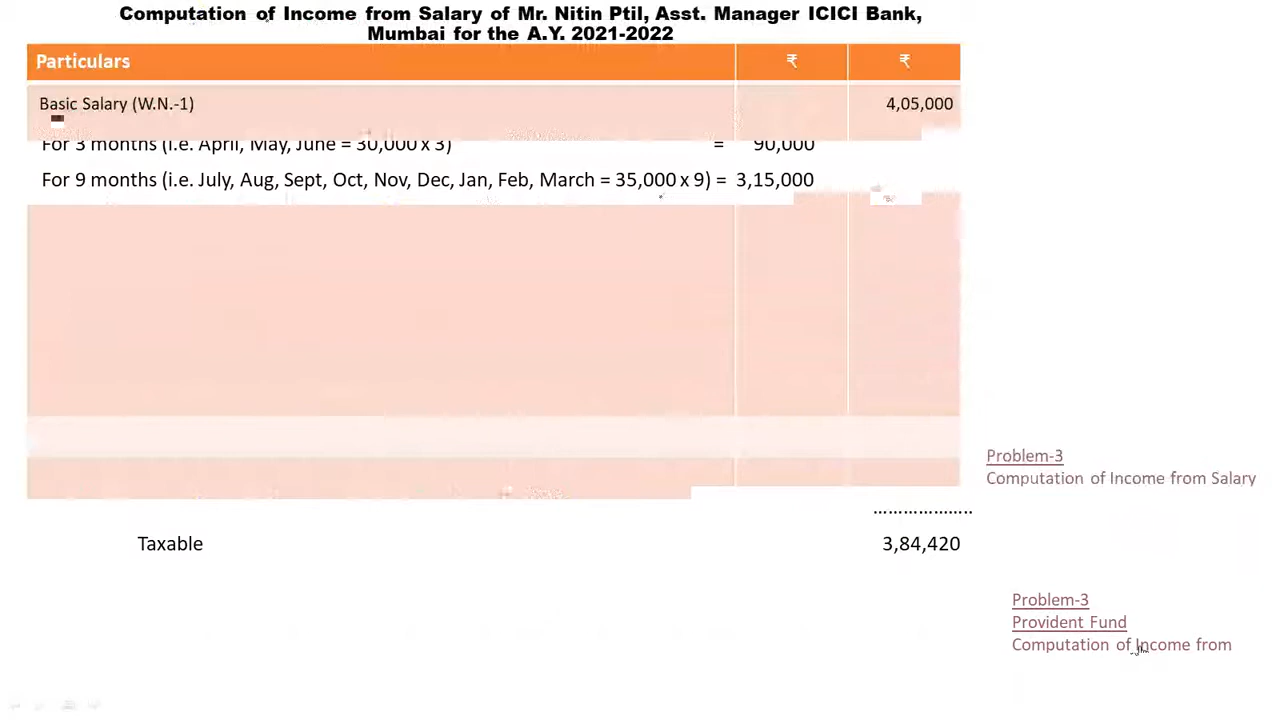 Computation of Income from Salary of Mr. Nitin Ptil, Asst. Manager ICICI Bank,
Mumbai for the A.Y. 2021-2022
Particulars ₹ ₹
Basic Salary (W.N.-1) 4,05,000
For 3 months (i.e. April, May, June = 30,000 x 3) = 90,000
For 9 months (i.e. July, Aug, Sept, Oct, Nov, Dec, Jan, Feb, March = 35,000 x 9) = 3,15,000
Problem-3
Computation of Income from Salary
...................
Taxable 3,84,420
Problem-3
Provident Fund
Computation of Income from